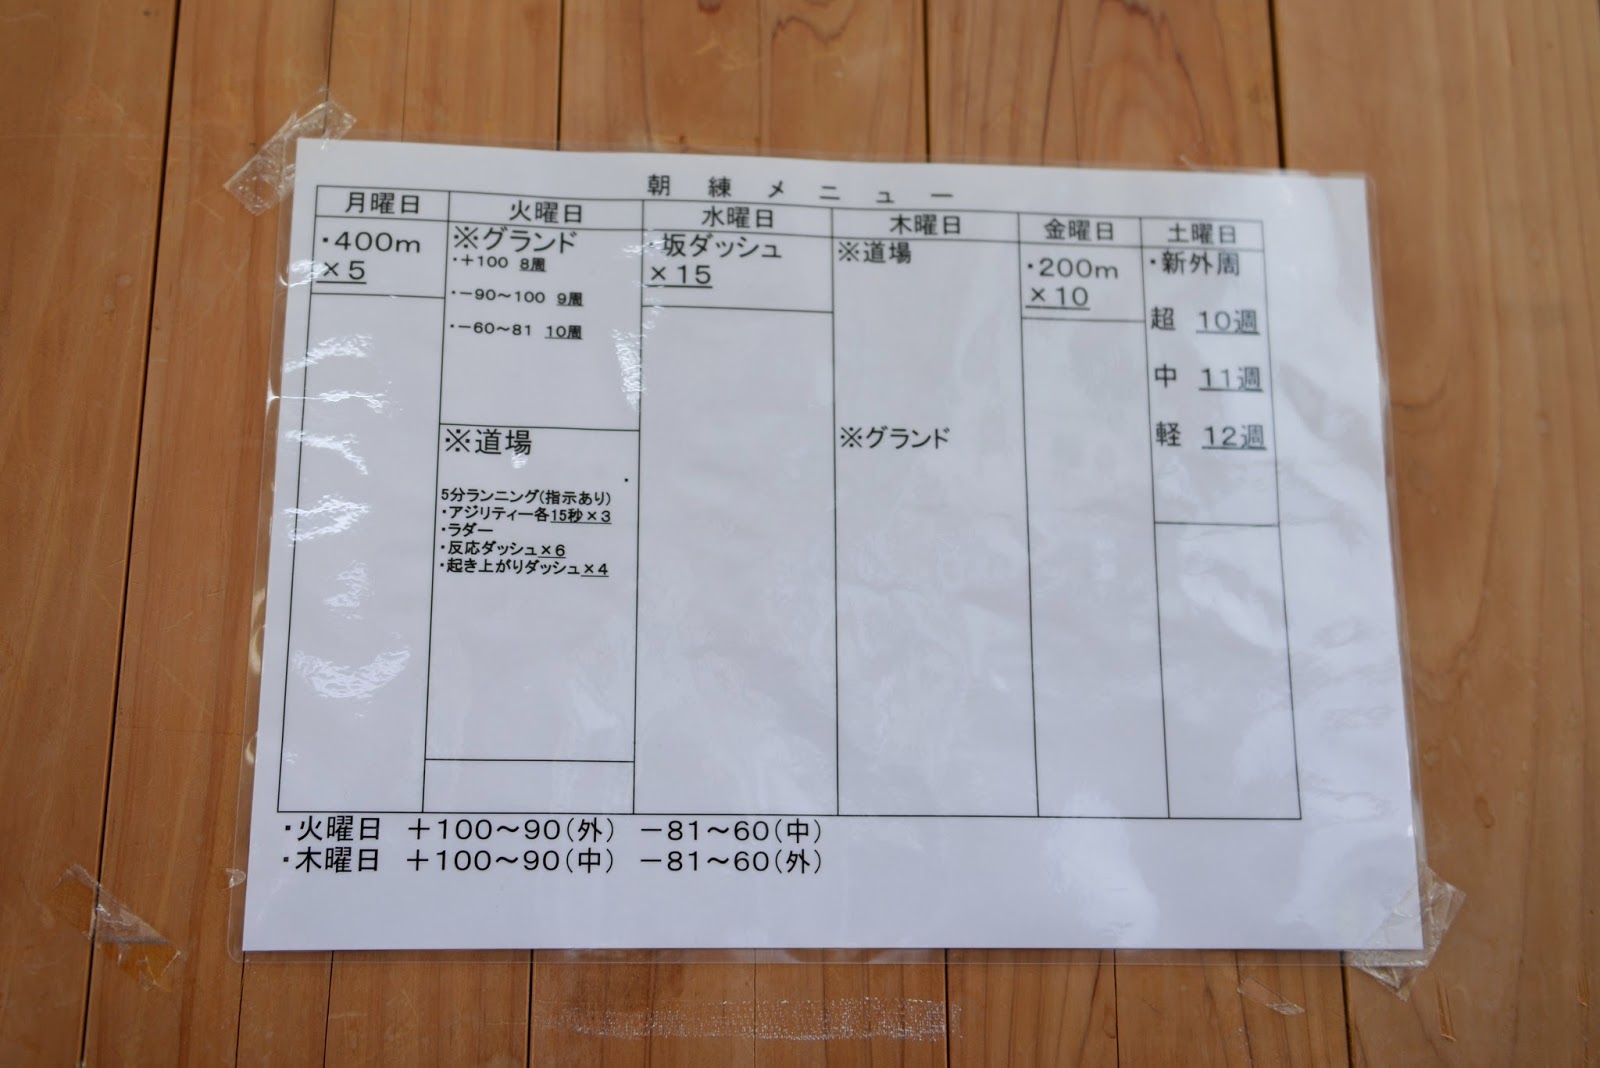 朝練メニュー
月曜日
火曜日
水曜日
木曜日
金曜日
土曜日
・400m
×5
※グランド
・+100 8周
・-90～100 9周
・-60～81 10周
※道場
5分ランニング(指示あり)
・アジリティー各15秒×3
・ラダー
・反応ダッシュ×6
・起き上がりダッシュ×4
・坂ダッシュ
×15
※道場
※グランド
・200m
×10
・新外周
超 10週
中 11週
軽 12週
・火曜日 +100～90(外) -81～60(中)
・木曜日 +100～90(中) -81～60(外)